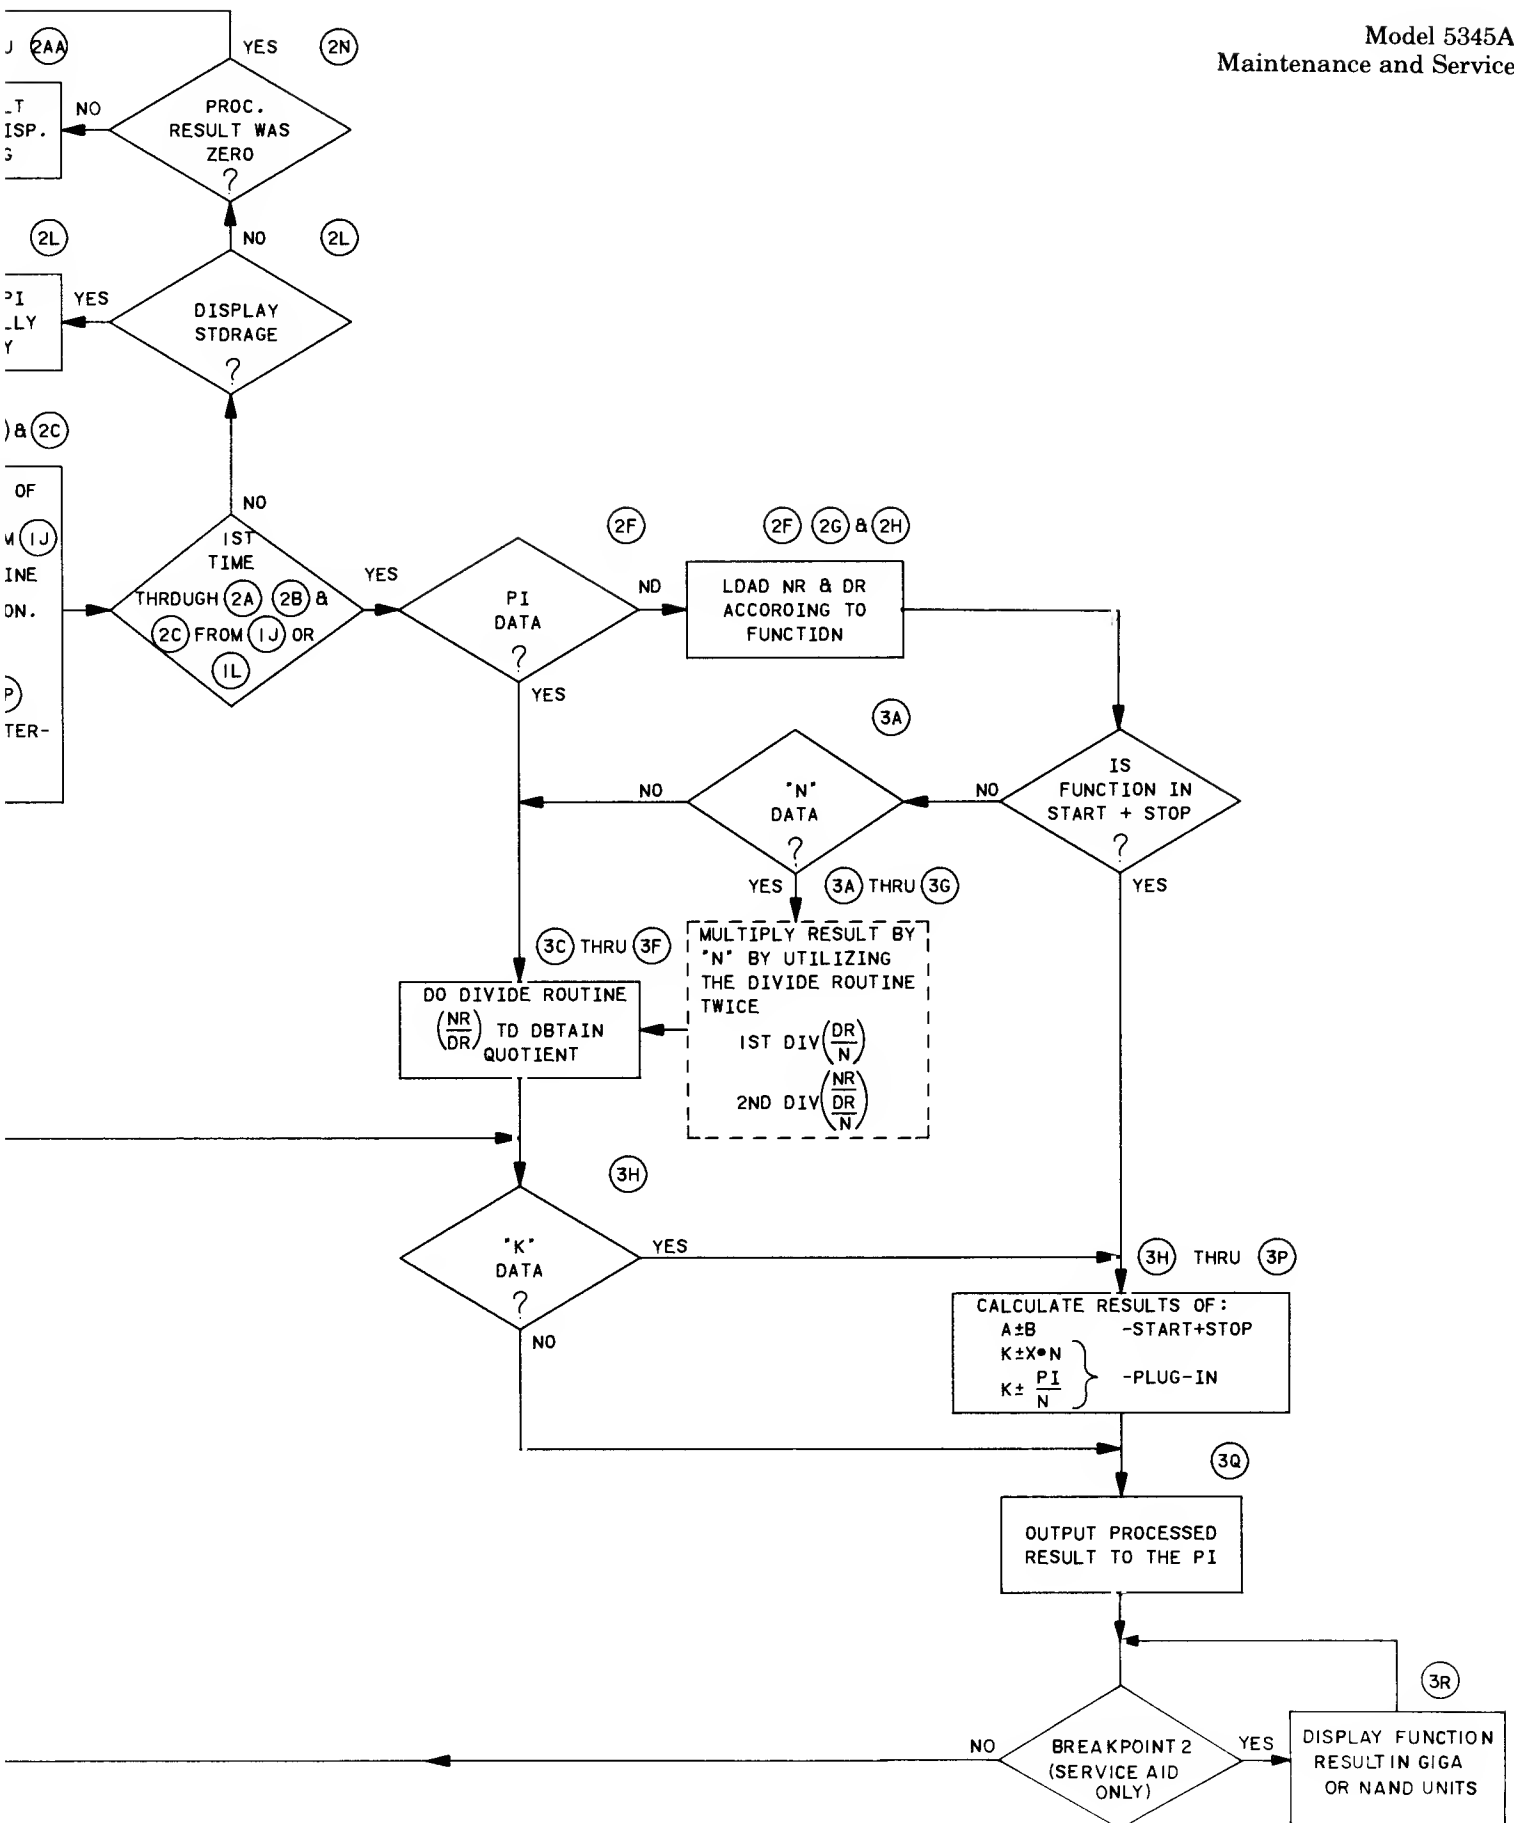 Model 5345A
Maintenance and Service
2AA
YES
2N
NO
ISP.
PROC.
RESULT WAS
ZERO
?
2L
NO
2L
PI
LLY
Y
YES
DISPLAY
STDRAGE
?
& 2C
NO
OF
1J
INE
ON.
P
TER-
1ST
TIME
THRDUGH 2A 2B &
2C FROM 1J OR
1L
YES
2F
PI
DATA
?
YES
ND
2F 2G & 2H
LDAD NR & DR
ACCOROING TO
FUNCTIDN
3A
NO
"N"
DATA
?
NO
IS
FUNCTION IN
START + STOP
?
YES
YES
3A THRU 3G
3C THRU 3F
DO DIVIDE ROUTINE
(NR/DR) TD DBTAIN
QUOTIENT
MULTIPLY RESULT BY
"N" BY UTILIZING
THE DIVIDE ROUTINE
TWICE
1ST DIV(DR/N)
2ND DIV(NR/DR/N)
3H
"K"
DATA
?
YES
NO
3H THRU 3P
CALCULATE RESULTS OF:
A±B -START+STOP
K±X•N
K± PI/N } -PLUG-IN
3Q
OUTPUT PROCESSED
RESULT TO THE PI
3R
NO
BREAKPOINT 2
(SERVICE AID
ONLY)
YES
DISPLAY FUNCTION
RESULT IN GIGA
OR NAND UNITS